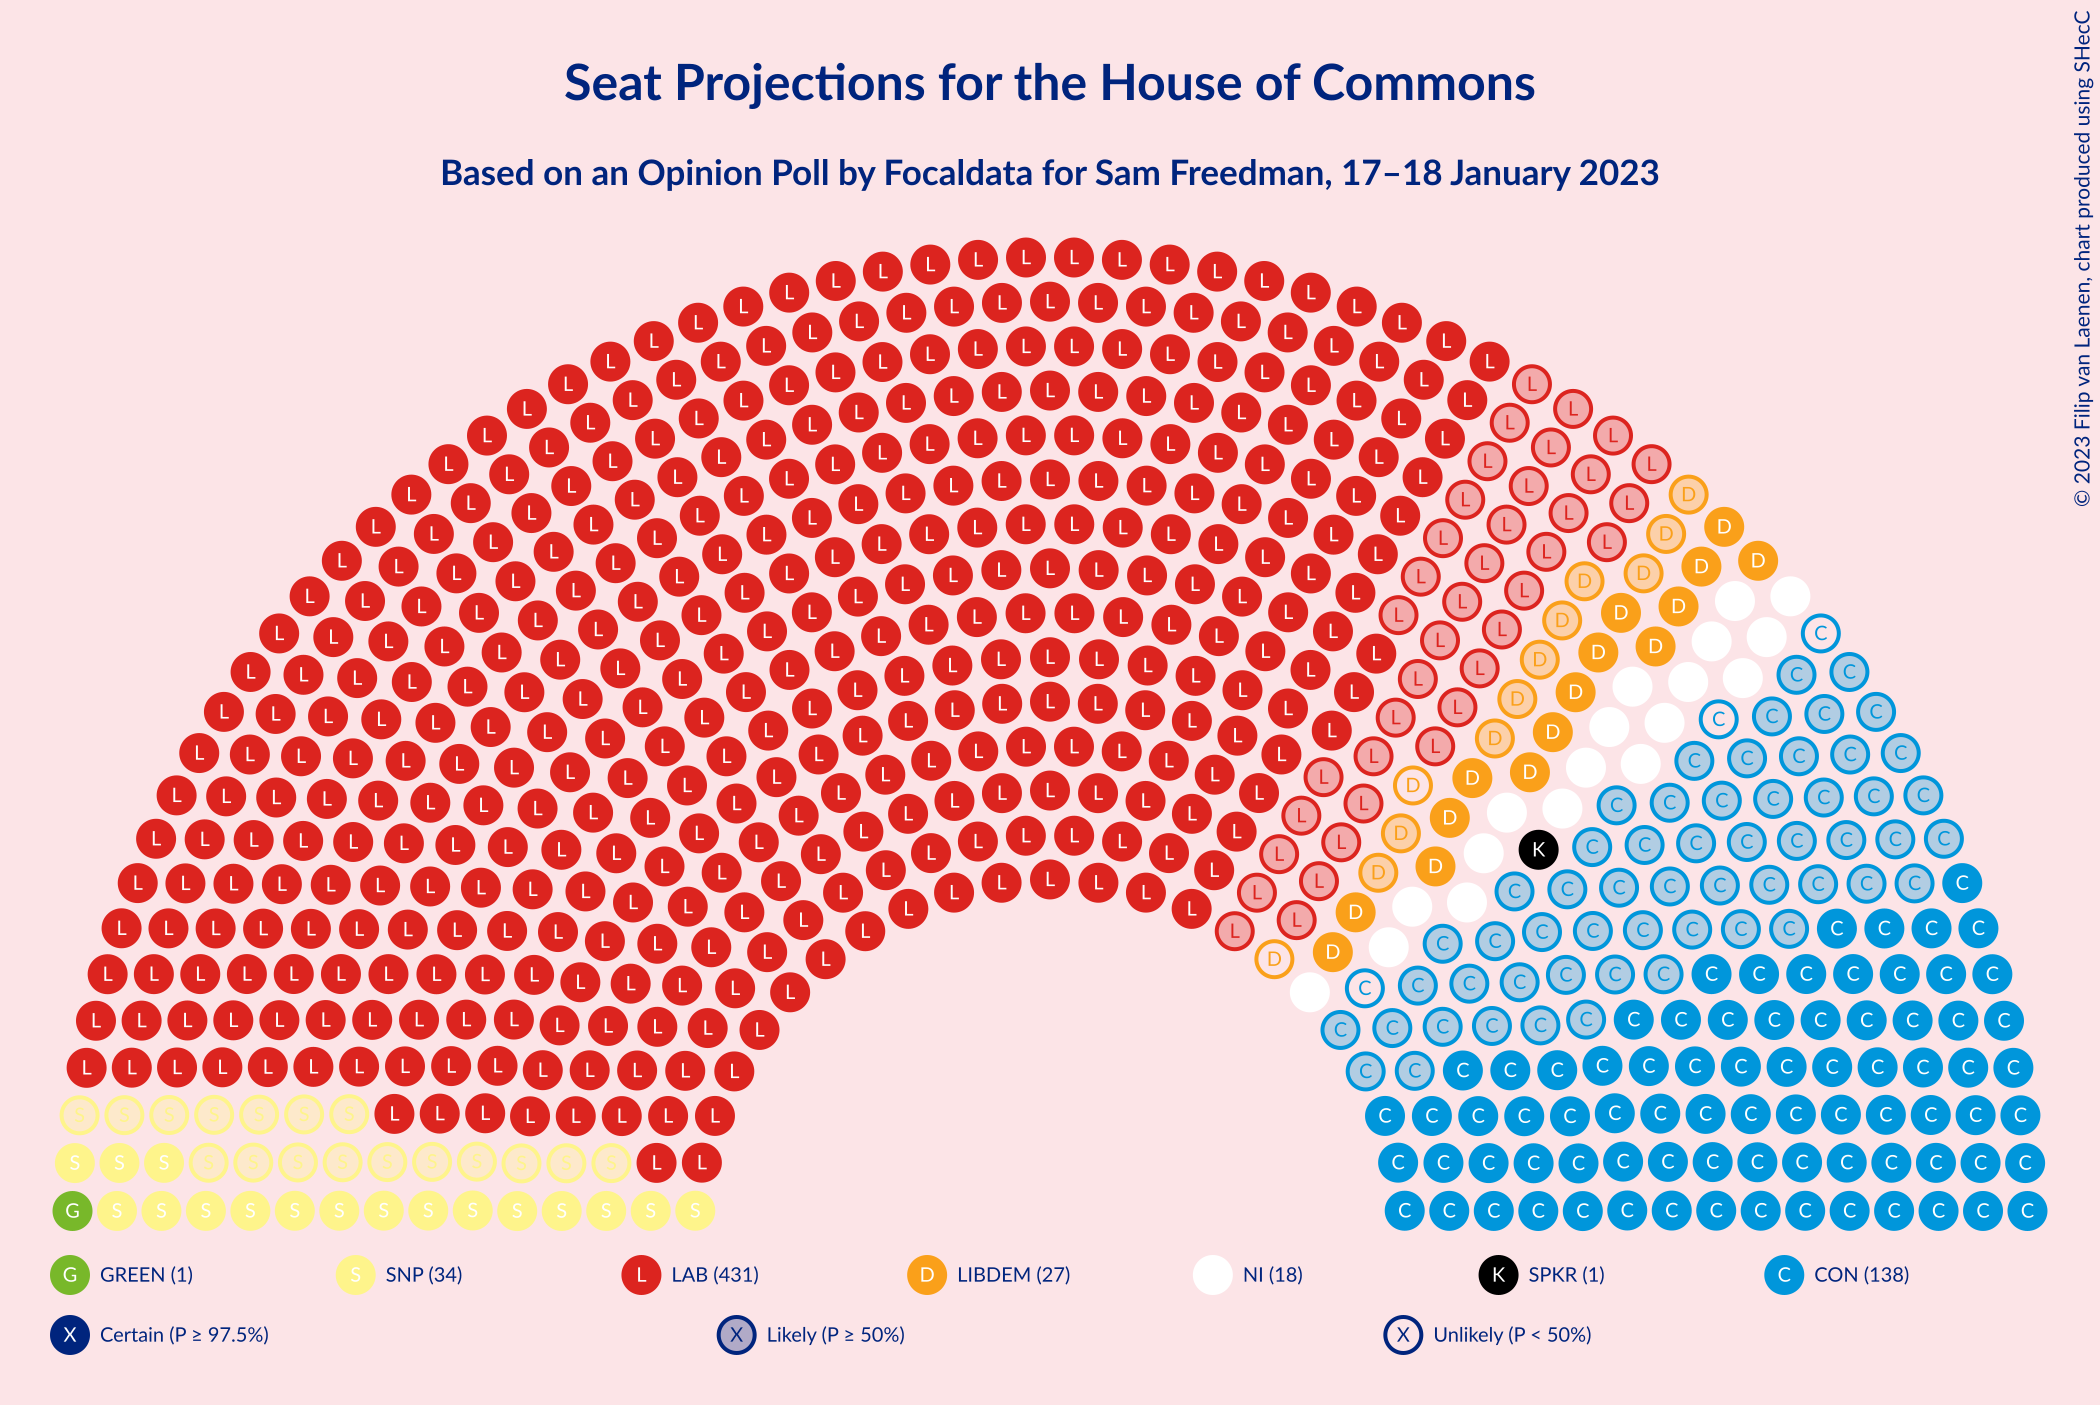 Seat Projections for the House of Commons
Based on an Opinion Poll by Focaldata for Sam Freedman, 17–18 January 2023
© 2023 Filip van Laenen, chart produced using SHecC
G GREEN (1)
S SNP (34)
L LAB (431)
D LIBDEM (27)
NI (18)
K SPKR (1)
C CON (138)
X Certain (P ≥ 97.5%)
X Likely (P ≥ 50%)
X Unlikely (P < 50%)